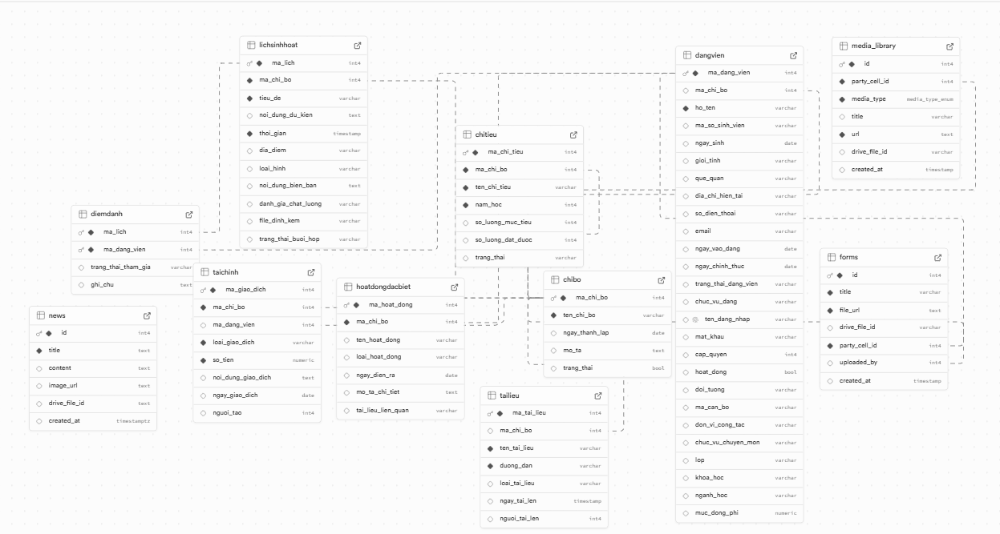 lichsinhhoat
ma_lich int4
ma_chi_bo int4
tieu_de varchar
noi_dung_du_kien text
thoi_gian timestamp
dia_diem varchar
loai_hinh varchar
noi_dung_bien_ban text
danh_gia_chat_luong varchar
file_dinh_kem varchar
trang_thai_buoi_hop varchar
dangvien
ma_dang_vien int4
ma_chi_bo int4
ho_ten varchar
ma_so_sinh_vien varchar
ngay_sinh date
gioi_tinh varchar
que_quan varchar
dia_chi_hien_tai varchar
so_dien_thoai varchar
email varchar
ngay_vao_dang date
ngay_chinh_thuc date
trang_thai_dang_vien varchar
chuc_vu_dang varchar
ten_dang_nhap varchar
mat_khau varchar
cap_quyen int4
hoat_dong bool
doi_tuong varchar
ma_can_bo varchar
don_vi_cong_tac varchar
chuc_vu_chuyen_mon varchar
lop varchar
khoa_hoc varchar
nganh_hoc varchar
muc_dong_phi numeric
media_library
id int4
party_cell_id int4
media_type media_type_enum
title varchar
url text
drive_file_id varchar
created_at timestamp
chitieu
ma_chi_tieu int4
ma_chi_bo int4
ten_chi_tieu varchar
nam_hoc int4
so_luong_muc_tieu int4
so_luong_dat_duoc int4
trang_thai varchar
diemdanh
ma_lich int4
ma_dang_vien int4
trang_thai_tham_gia varchar
ghi_chu text
taichinh
ma_giao_dich int4
ma_chi_bo int4
ma_dang_vien int4
loai_giao_dich varchar
so_tien numeric
noi_dung_giao_dich text
ngay_giao_dich date
nguoi_tao int4
hoatdongdacbiet
ma_hoat_dong int4
ma_chi_bo int4
ten_hoat_dong varchar
loai_hoat_dong varchar
ngay_dien_ra date
mo_ta_chi_tiet text
tai_lieu_lien_quan varchar
chibo
ma_chi_bo int4
ten_chi_bo varchar
ngay_thanh_lap date
mo_ta text
trang_thai bool
forms
id int4
title varchar
file_url text
drive_file_id varchar
party_cell_id int4
uploaded_by int4
created_at timestamp
news
id int4
title text
content text
image_url text
drive_file_id text
created_at timestamptz
tailieu
ma_tai_lieu int4
ma_chi_bo int4
ten_tai_lieu varchar
duong_dan varchar
loai_tai_lieu varchar
ngay_tai_len timestamp
nguoi_tai_len int4